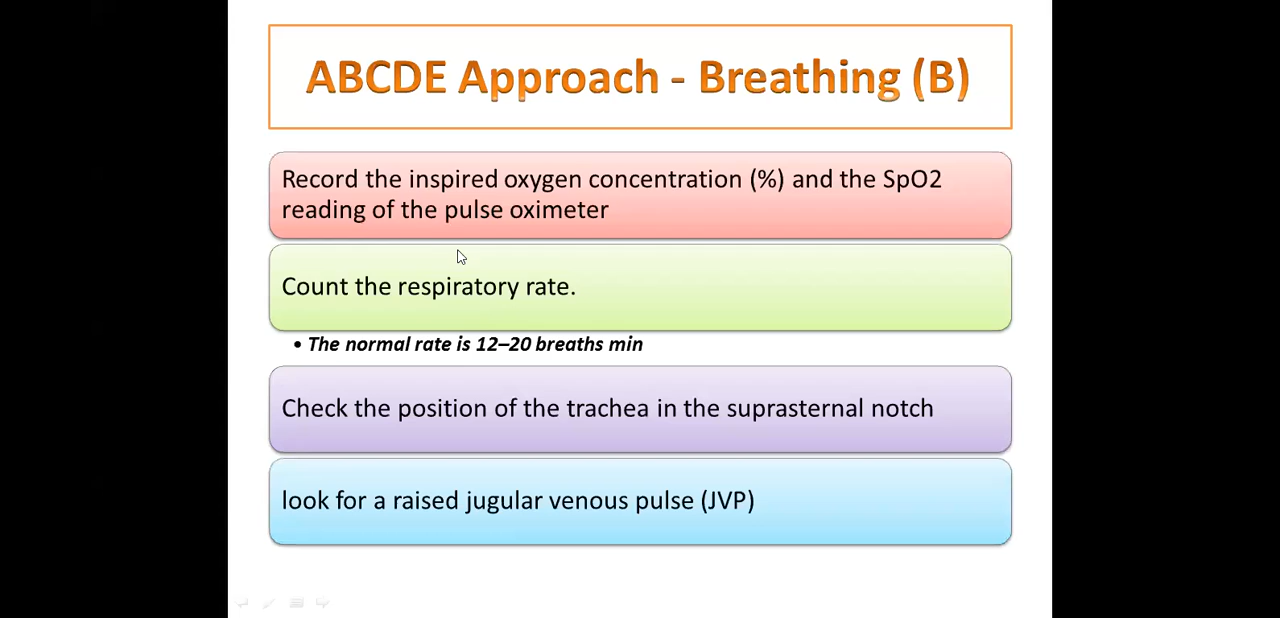 ABCDE Approach - Breathing (B)
Record the inspired oxygen concentration (%) and the SpO2
reading of the pulse oximeter
Count the respiratory rate.
• The normal rate is 12–20 breaths min
Check the position of the trachea in the suprasternal notch
look for a raised jugular venous pulse (JVP)